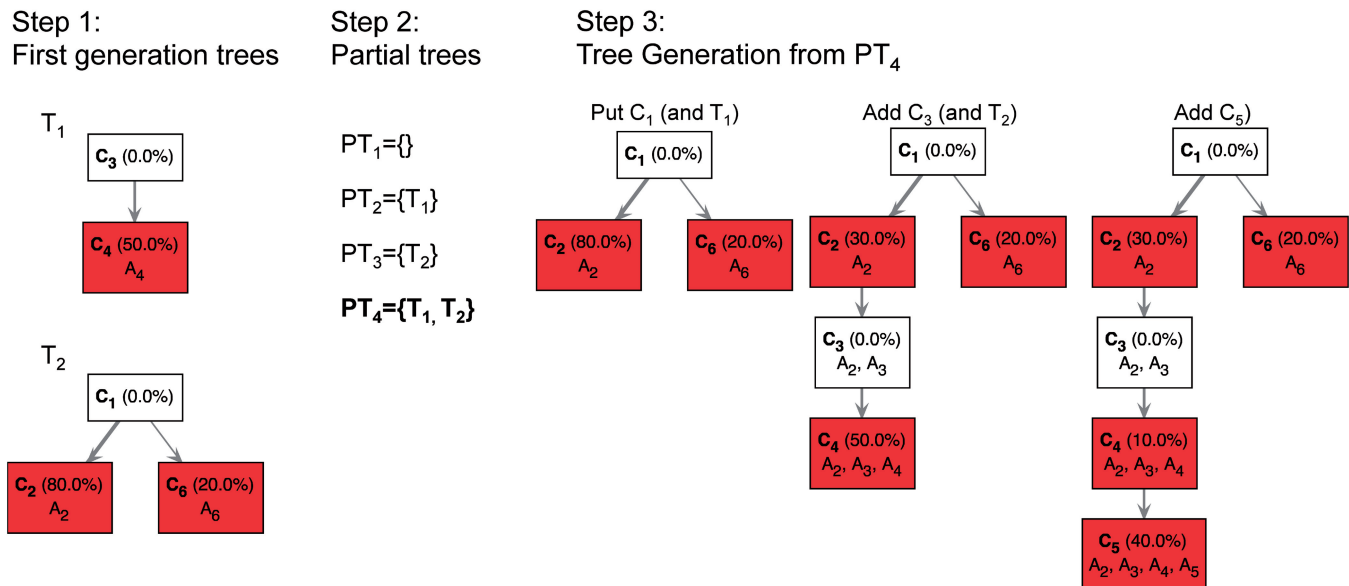 Step 1:
First generation trees
T₁
C₃ (0.0%)
C₄ (50.0%)
A₄
T₂
C₁ (0.0%)
C₂ (80.0%)
A₂
C₆ (20.0%)
A₆
Step 2:
Partial trees
PT₁={}
PT₂={T₁}
PT₃={T₂}
PT₄={T₁, T₂}
Step 3:
Tree Generation from PT₄
Put C₁ (and T₁)
C₁ (0.0%)
C₂ (80.0%)
A₂
C₆ (20.0%)
A₆
Add C₃ (and T₂)
C₁ (0.0%)
C₂ (30.0%)
A₂
C₆ (20.0%)
A₆
C₃ (0.0%)
A₂, A₃
C₄ (50.0%)
A₂, A₃, A₄
Add C₅)
C₁ (0.0%)
C₂ (30.0%)
A₂
C₆ (20.0%)
A₆
C₃ (0.0%)
A₂, A₃
C₄ (10.0%)
A₂, A₃, A₄
C₅ (40.0%)
A₂, A₃, A₄, A₅